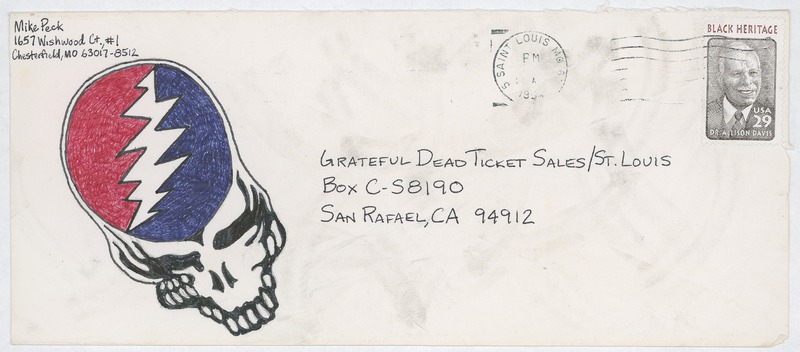 Mike Peck
1657 Wishwood Ct., #1
Chesterfield, MO 63017-8512
SAINT LOUIS MO
PM
BLACK HERITAGE
USA
29
DR. ALLISON DAVIS
GRATEFUL DEAD TICKET SALES/ST. LOUIS
BOX C-S8190
SAN RAFAEL, CA 94912